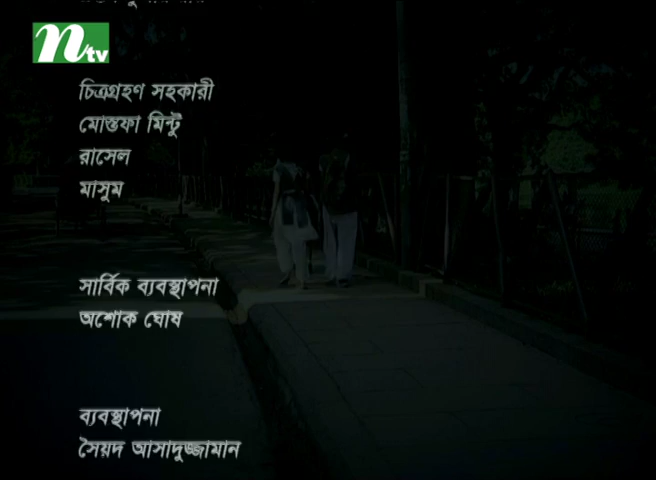 ntv
চিত্রগ্রহণ সহকারী
মোস্তফা মিন্টু
রাসেল
মাসুম
সার্বিক ব্যবস্থাপনা
অশোক ঘোষ
ব্যবস্থাপনা
সৈয়দ আসাদুজ্জামান